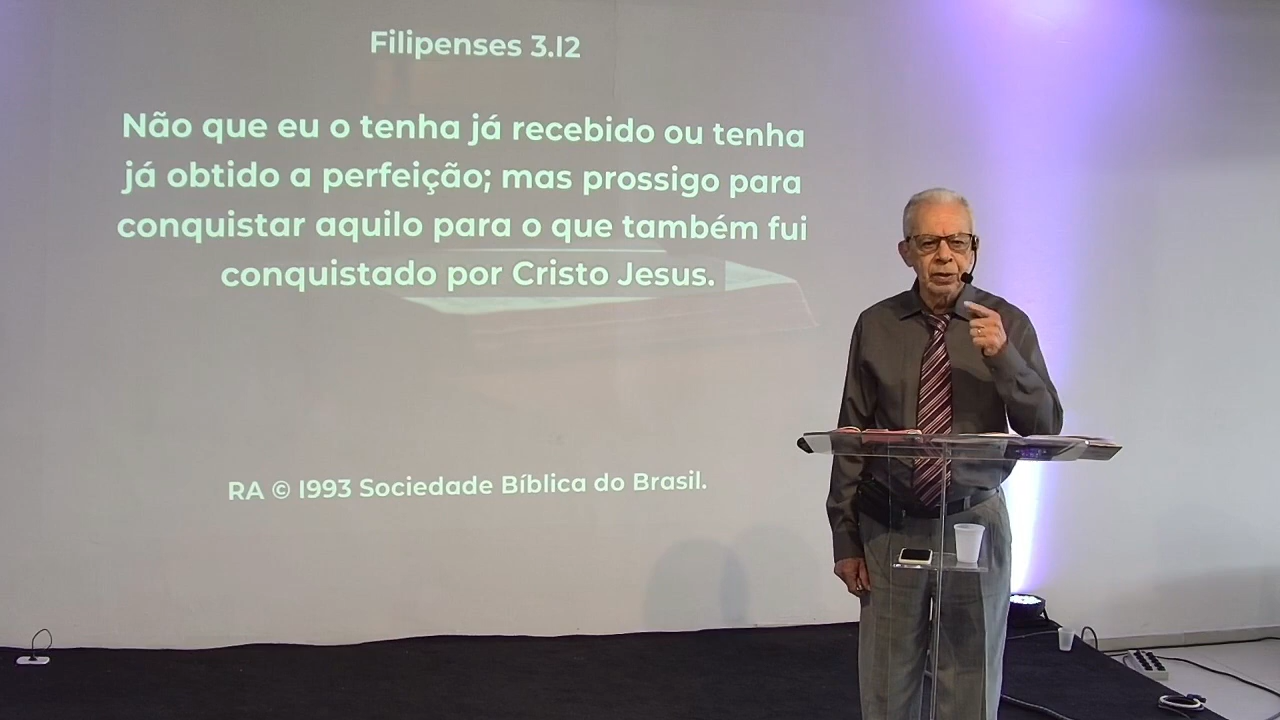 Filipenses 3.12
Não que eu o tenha já recebido ou tenha
já obtido a perfeição; mas prossigo para
conquistar aquilo para o que também fui
conquistado por Cristo Jesus.
RA © 1993 Sociedade Bíblica do Brasil.